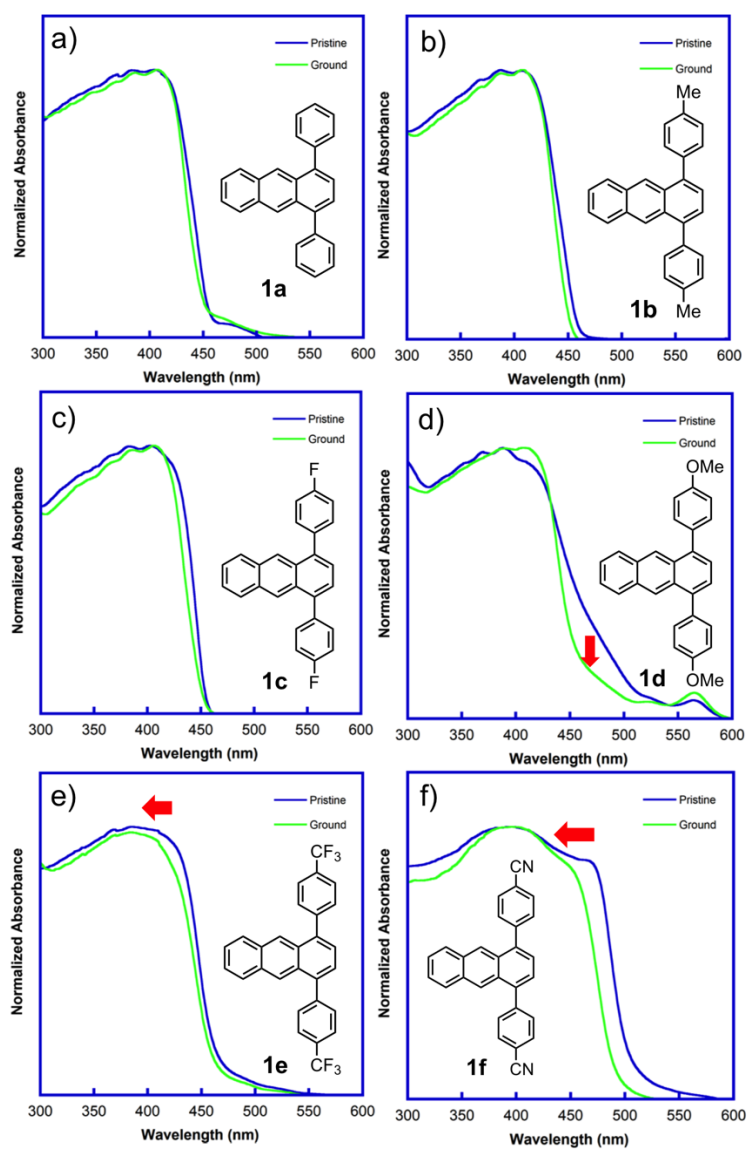 a)
Pristine
Ground
Normalized Absorbance
1a
300 350 400 450 500 550 600
Wavelength (nm)
b)
Pristine
Ground
Normalized Absorbance
Me
Me
1b
300 350 400 450 500 550 600
Wavelength (nm)
c)
Pristine
Ground
Normalized Absorbance
F
F
1c
300 350 400 450 500 550 600
Wavelength (nm)
d)
Pristine
Ground
Normalized Absorbance
OMe
OMe
1d
300 350 400 450 500 550 600
Wavelength (nm)
e)
Pristine
Ground
Normalized Absorbance
CF3
CF3
1e
300 350 400 450 500 550 600
Wavelength (nm)
f)
Pristine
Ground
Normalized Absorbance
CN
CN
1f
300 350 400 450 500 550 600
Wavelength (nm)